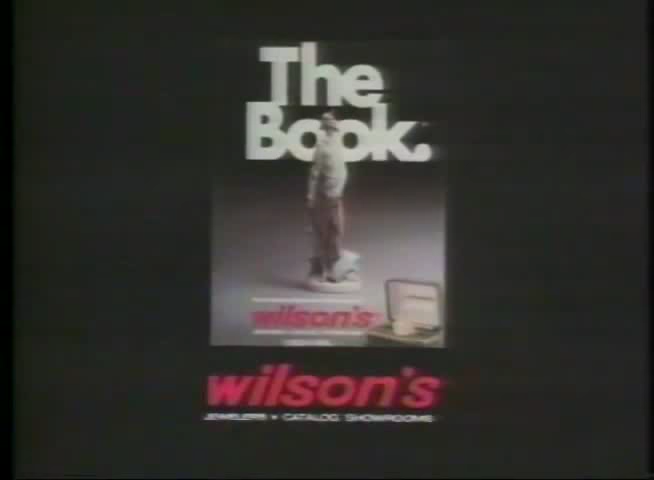 The
Book.
wilson's
wilson's
JEWELERS • CATALOG SHOWROOMS